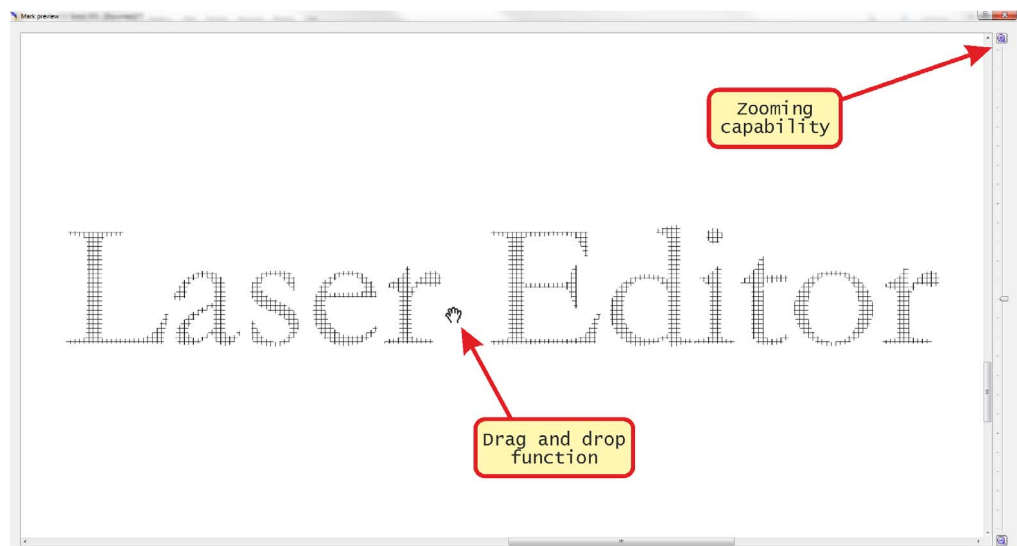 Mark preview
Zooming
capability
Laser Editor
Drag and drop
function